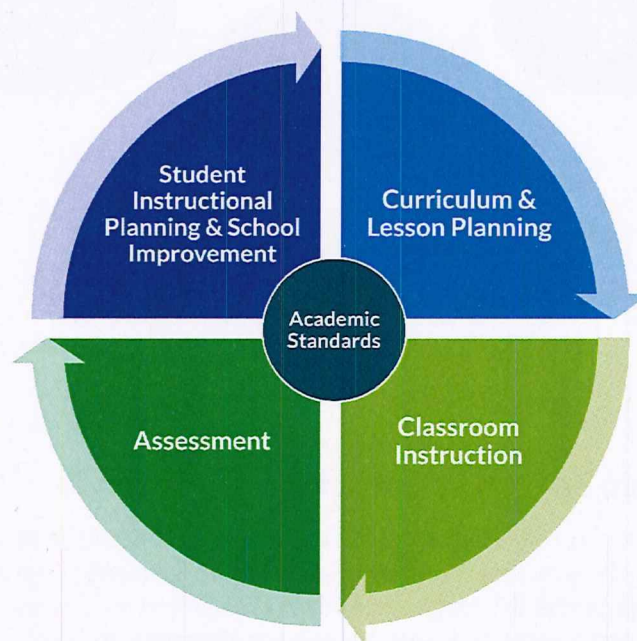 Student
Instructional
Planning & School
Improvement
Curriculum &
Lesson Planning
Academic
Standards
Assessment
Classroom
Instruction